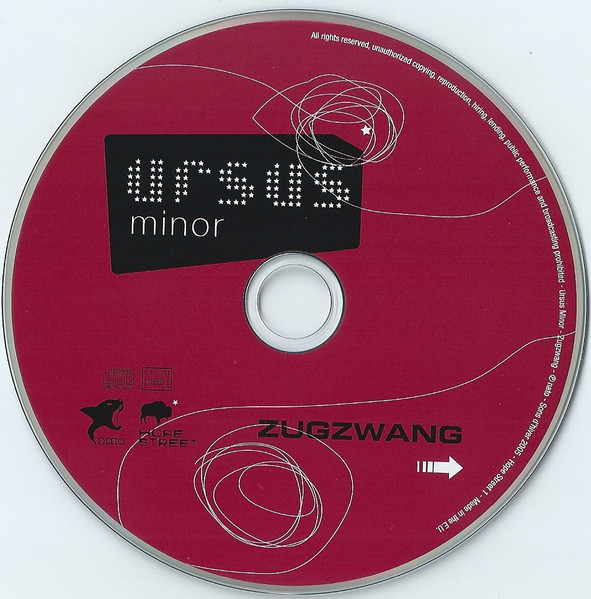 All rights reserved, unauthorized copying, reproduction, hiring, lending, public performance and broadcasting prohibited - Ursus Minor - Zugzwang - ℗ nato - Sons d'hiver 2005 - Hope Street 1 - Made in the E.U.
ursus
minor
nato
HOPE
STREET
ZUGZWANG